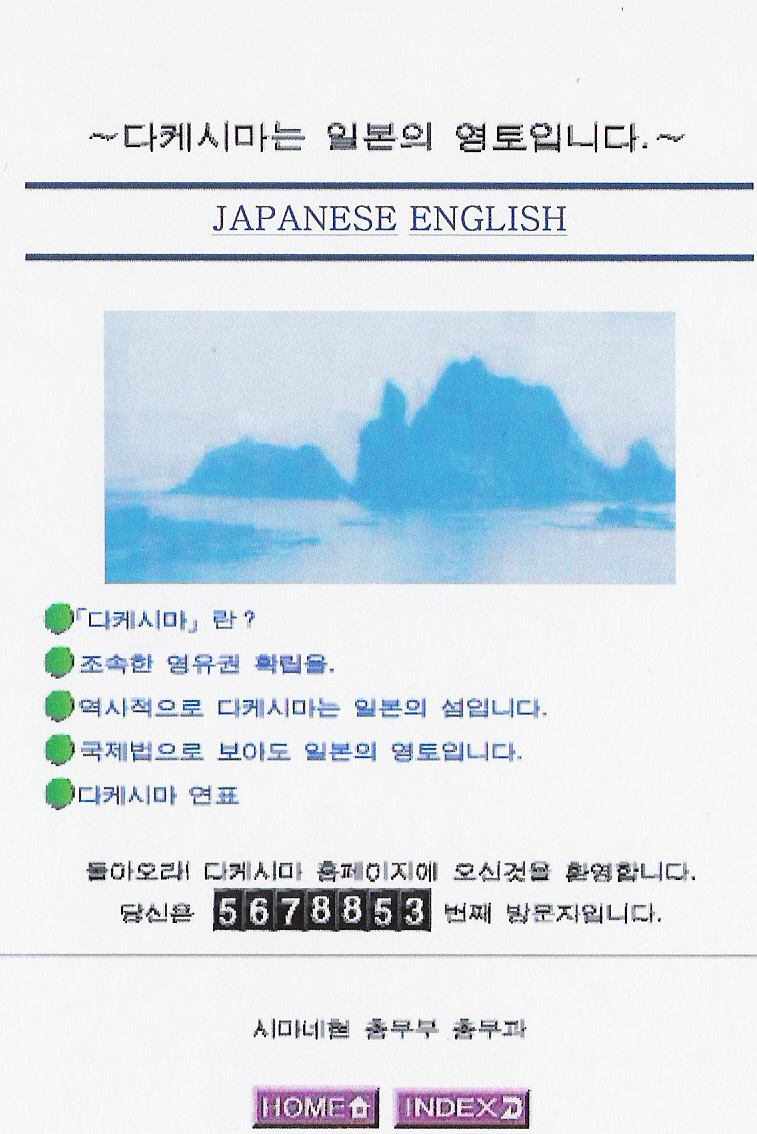 ~다케시마는 일본의 영토입니다.~
JAPANESE ENGLISH
「다케시마」란?
조속한 영유권 확립을.
역사적으로 다케시마는 일본의 섬입니다.
국제법으로 보아도 일본의 영토입니다.
다케시마 연표
돌아오라! 다케시마 홈페이지에 오신것을 환영합니다.
당신은 5678853 번째 방문자입니다.
시마네현 총무부 총무과
HOME INDEX